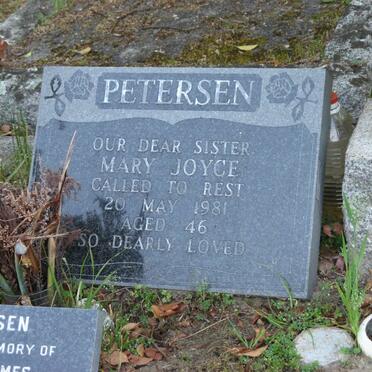 PETERSEN
OUR DEAR SISTER
MARY JOYCE
CALLED TO REST
20 MAY 1981
AGED 46
SO DEARLY LOVED
SEN
MORY OF
MES